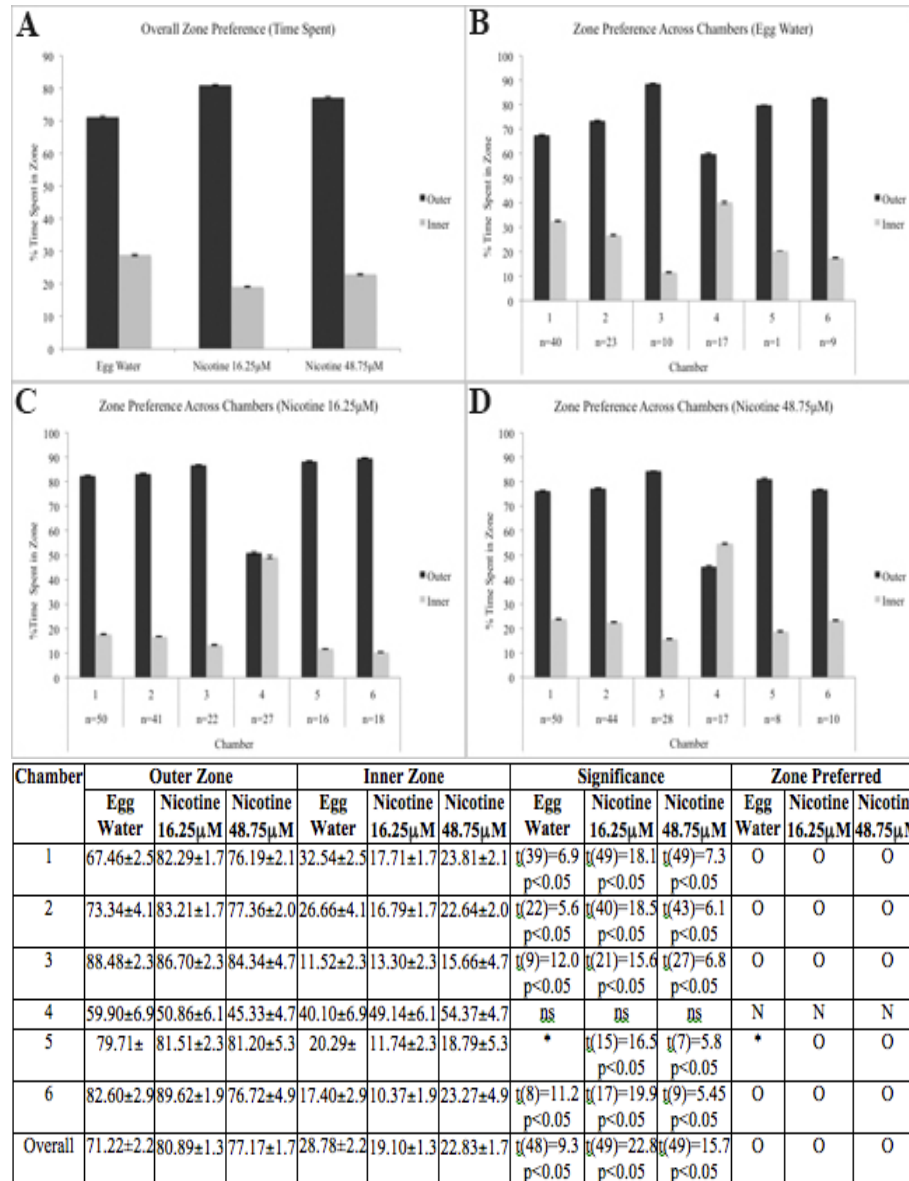 A
Overall Zone Preference (Time Spent)
90
80
70
60
50
40
30
20
10
0
% Time Spent in Zone
Outer
Inner
Egg Water
Nicotine 16.25μM
Nicotine 48.75μM
B
Zone Preference Across Chambers (Egg Water)
100
90
80
70
60
50
40
30
20
10
0
% Time Spent in Zone
Outer
Inner
1 2 3 4 5 6
n=40 n=23 n=10 n=17 n=1 n=9
Chamber
C
Zone Preference Across Chambers (Nicotine 16.25μM)
100
90
80
70
60
50
40
30
20
10
0
%Time Spent in Zone
Outer
Inner
1 2 3 4 5 6
n=50 n=41 n=22 n=27 n=16 n=18
Chamber
D
Zone Preference Across Chambers (Nicotine 48.75μM)
100
90
80
70
60
50
40
30
20
10
0
% Time Spent in Zone
Outer
Inner
1 2 3 4 5 6
n=50 n=44 n=28 n=17 n=8 n=10
Chamber
Chamber Outer Zone Inner Zone Significance Zone Preferred
Egg Nicotine Nicotine Egg Nicotine Nicotine Egg Nicotine Nicotine Egg Nicotine Nicotin
Water 16.25μM 48.75μM Water 16.25μM 48.75μM Water 16.25μM 48.75μM Water 16.25μM 48.75μM
1 67.46±2.5 82.29±1.7 76.19±2.1 32.54±2.5 17.71±1.7 23.81±2.1 t(39)=6.9 t(49)=18.1 t(49)=7.3 O O O
p<0.05 p<0.05 p<0.05
2 73.34±4.1 83.21±1.7 77.36±2.0 26.66±4.1 16.79±1.7 22.64±2.0 t(22)=5.6 t(40)=18.5 t(43)=6.1 O O O
p<0.05 p<0.05 p<0.05
3 88.48±2.3 86.70±2.3 84.34±4.7 11.52±2.3 13.30±2.3 15.66±4.7 t(9)=12.0 t(21)=15.6 t(27)=6.8 O O O
p<0.05 p<0.05 p<0.05
4 59.90±6.9 50.86±6.1 45.33±4.7 40.10±6.9 49.14±6.1 54.37±4.7 ns ns ns N N N
5 79.71± 81.51±2.3 81.20±5.3 20.29± 11.74±2.3 18.79±5.3 * t(15)=16.5 t(7)=5.8 * O O
p<0.05 p<0.05
6 82.60±2.9 89.62±1.9 76.72±4.9 17.40±2.9 10.37±1.9 23.27±4.9 t(8)=11.2 t(17)=19.9 t(9)=5.45 O O O
p<0.05 p<0.05 p<0.05
Overall 71.22±2.2 80.89±1.3 77.17±1.7 28.78±2.2 19.10±1.3 22.83±1.7 t(48)=9.3 t(49)=22.8 t(49)=15.7 O O O
p<0.05 p<0.05 p<0.05